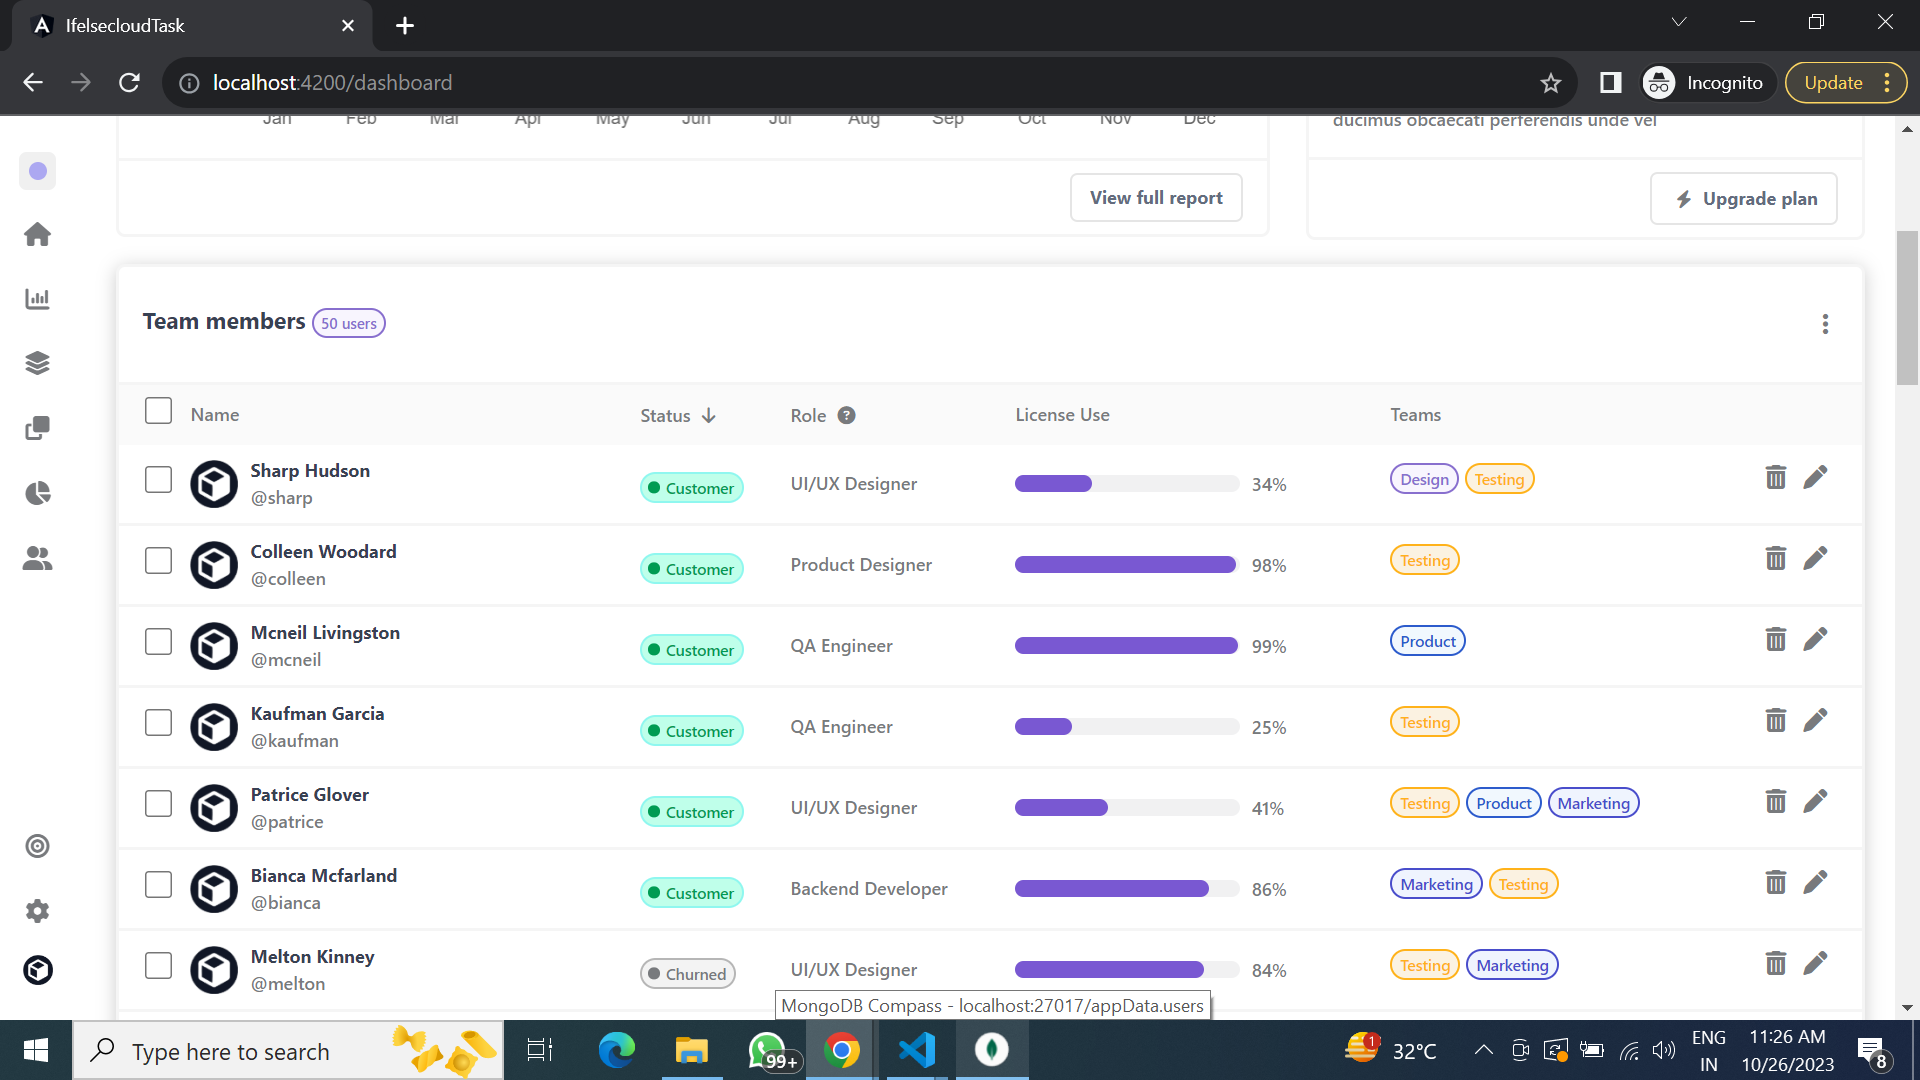 IfelsecloudTask
localhost:4200/dashboard
Incognito
Update
Jan Feb Mar Apr May Jun Jul Aug Sep Oct Nov Dec
ducimus obcaecati perferendis unde vel
View full report
Upgrade plan
Team members 50 users
Name Status Role License Use Teams
Sharp Hudson
@sharp
Customer
UI/UX Designer
34%
Design Testing
Colleen Woodard
@colleen
Customer
Product Designer
98%
Testing
Mcneil Livingston
@mcneil
Customer
QA Engineer
99%
Product
Kaufman Garcia
@kaufman
Customer
QA Engineer
25%
Testing
Patrice Glover
@patrice
Customer
UI/UX Designer
41%
Testing Product Marketing
Bianca Mcfarland
@bianca
Customer
Backend Developer
86%
Marketing Testing
Melton Kinney
@melton
Churned
UI/UX Designer
84%
Testing Marketing
MongoDB Compass - localhost:27017/appData.users
Type here to search
99+
1
32°C
ENG
IN
11:26 AM
10/26/2023
8